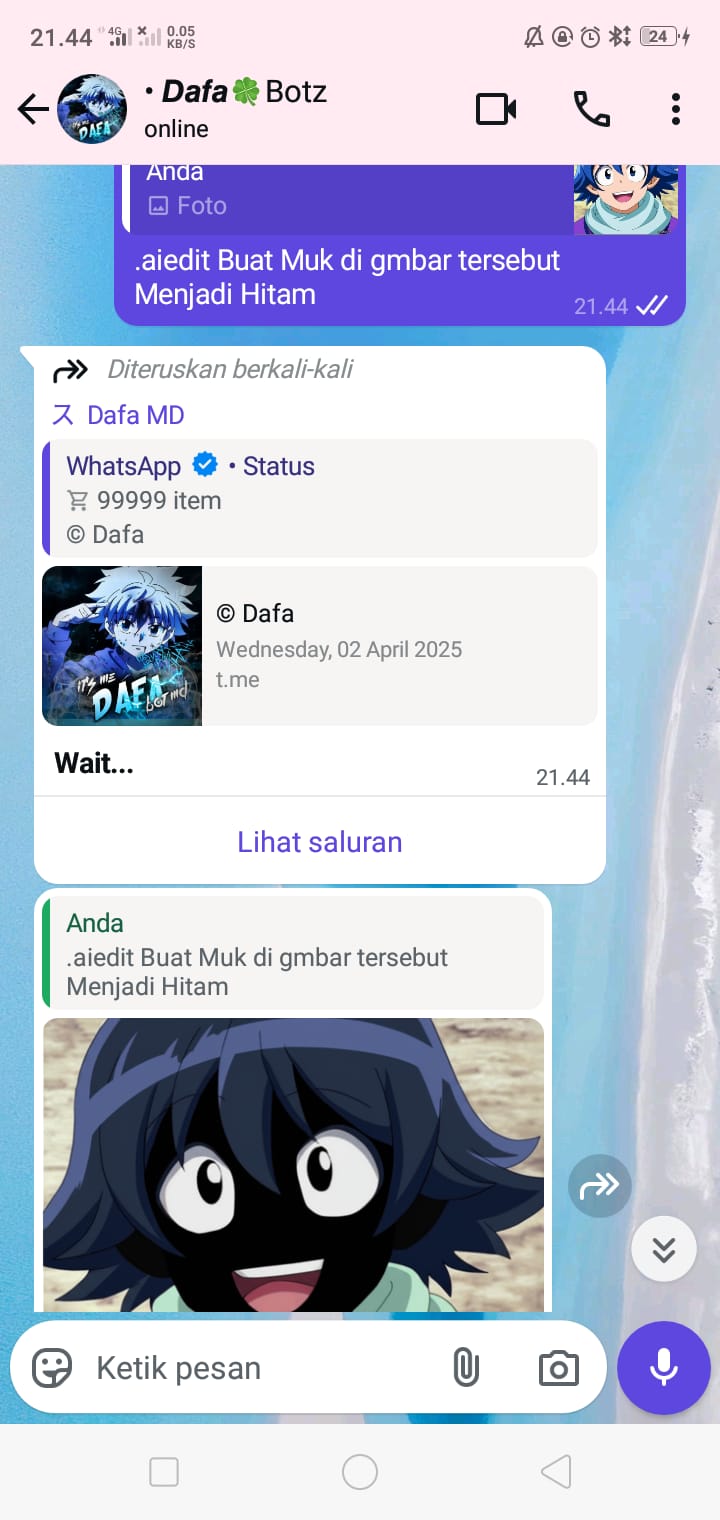 21.44 4G 0.05 KB/S 24
• Dafa🍀Botz
online
Anda
Foto
.aiedit Buat Muk di gmbar tersebut
Menjadi Hitam
21.44
Diteruskan berkali-kali
ス Dafa MD
WhatsApp • Status
99999 item
© Dafa
IT'S ME
DAFA
bot md
© Dafa
Wednesday, 02 April 2025
t.me
Wait...
21.44
Lihat saluran
Anda
.aiedit Buat Muk di gmbar tersebut
Menjadi Hitam
Ketik pesan